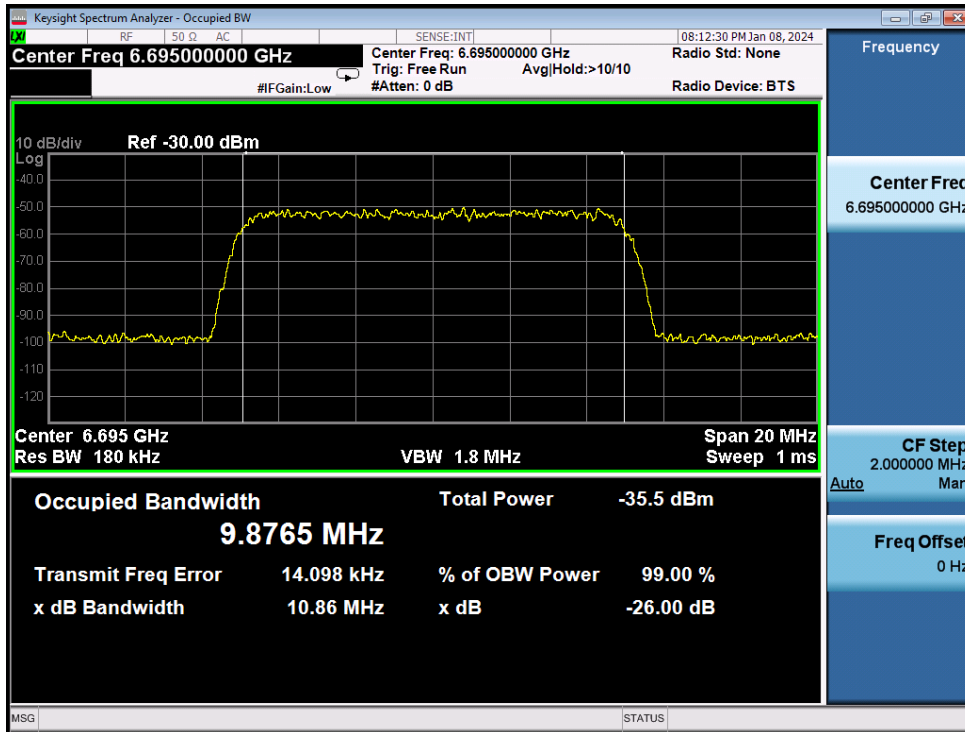 Keysight Spectrum Analyzer - Occupied BW
LXI RF 50 Ω AC SENSE:INT 08:12:30 PM Jan 08, 2024
Center Freq 6.695000000 GHz
Center Freq: 6.695000000 GHz Radio Std: None
Trig: Free Run Avg|Hold:>10/10
#IFGain:Low #Atten: 0 dB Radio Device: BTS
10 dB/div Ref -30.00 dBm
Log
-40.0
-50.0
-60.0
-70.0
-80.0
-90.0
-100
-110
-120
Center 6.695 GHz Span 20 MHz
Res BW 180 kHz VBW 1.8 MHz Sweep 1 ms
Occupied Bandwidth Total Power -35.5 dBm
9.8765 MHz
Transmit Freq Error 14.098 kHz % of OBW Power 99.00 %
x dB Bandwidth 10.86 MHz x dB -26.00 dB
MSG STATUS
Frequency
Center Freq
6.695000000 GHz
CF Step
2.000000 MHz
Auto Man
Freq Offset
0 Hz